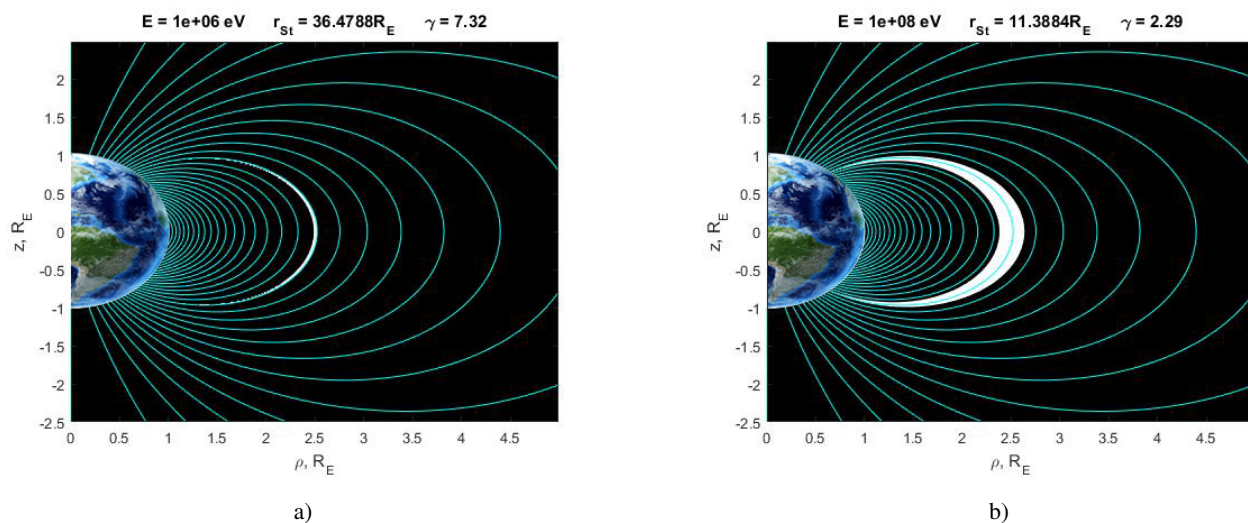 E = 1e+06 eV r_St = 36.4788R_E γ = 7.32
2
1.5
1
0.5
0
-0.5
-1
-1.5
-2
-2.5
z, R_E
0 0.5 1 1.5 2 2.5 3 3.5 4 4.5
ρ, R_E
a)
E = 1e+08 eV r_St = 11.3884R_E γ = 2.29
2
1.5
1
0.5
0
-0.5
-1
-1.5
-2
-2.5
z, R_E
0 0.5 1 1.5 2 2.5 3 3.5 4 4.5
ρ, R_E
b)